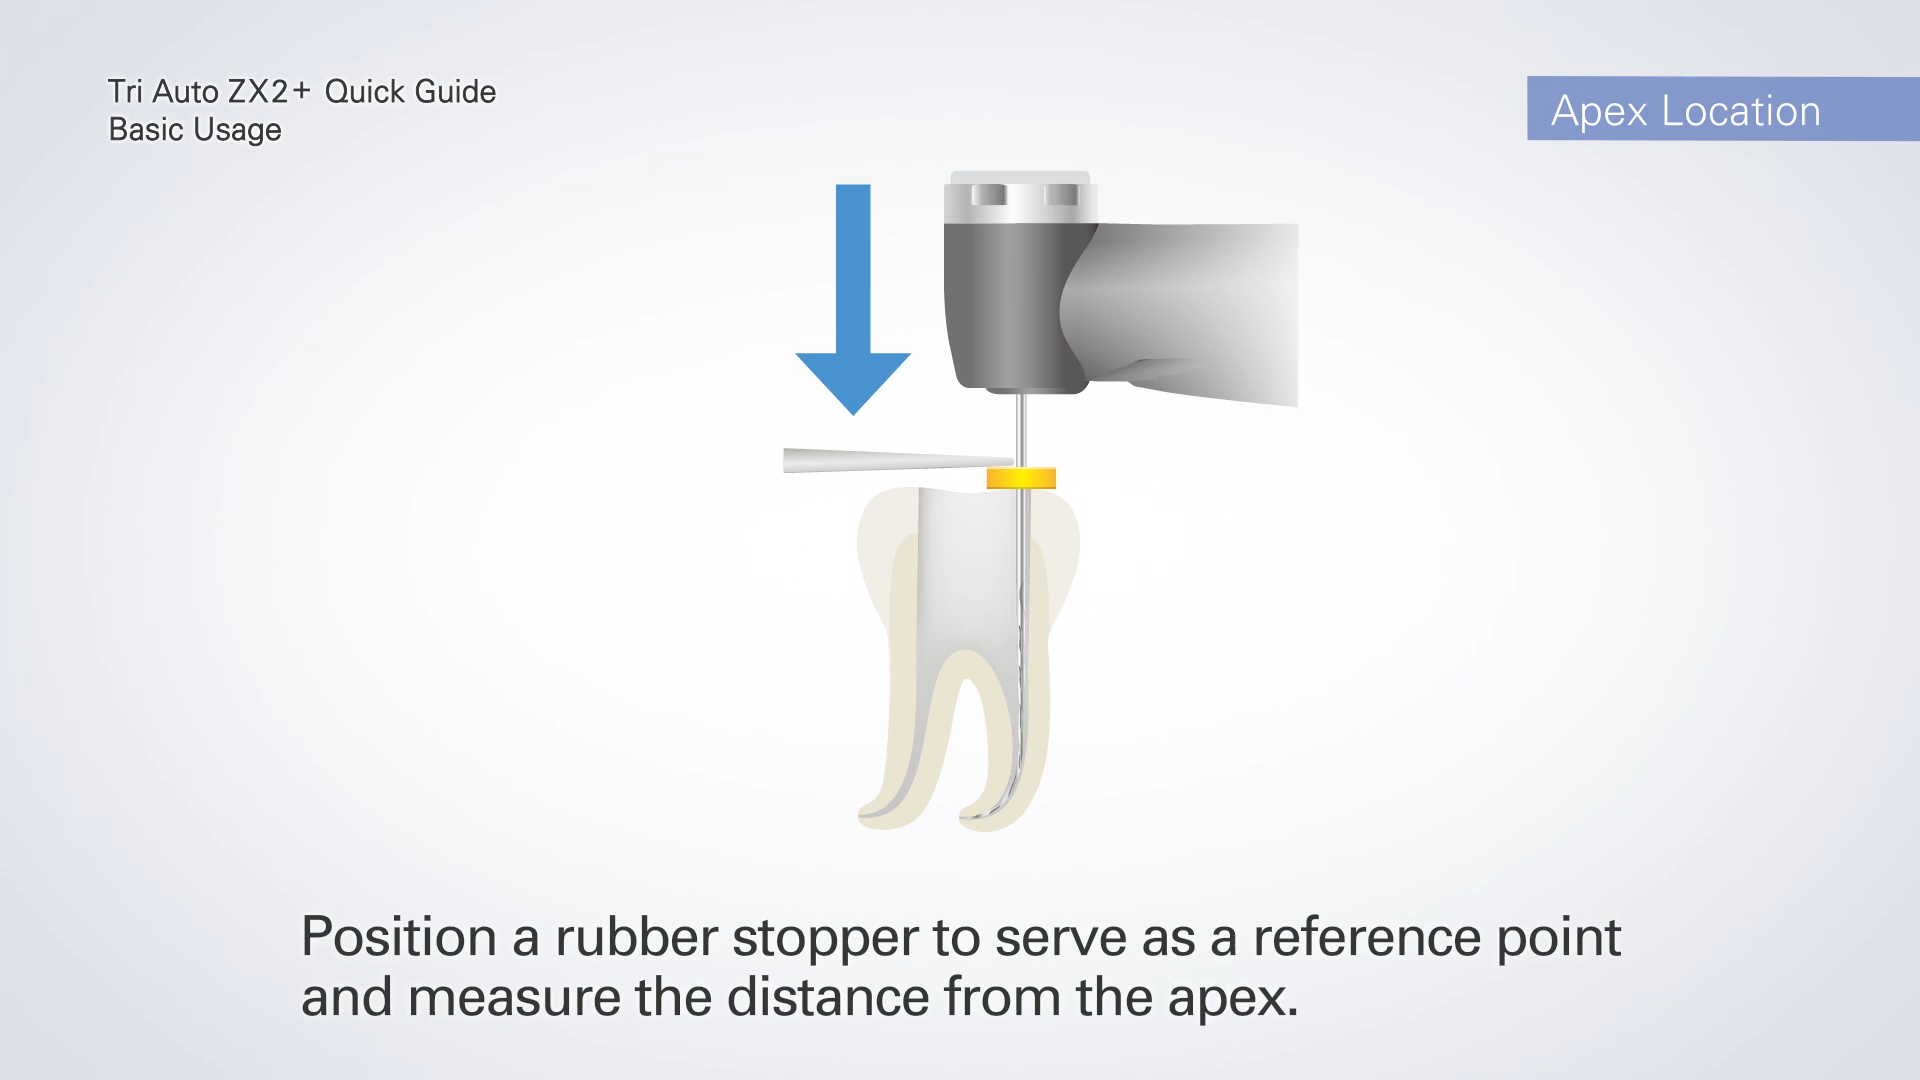 Tri Auto ZX2+ Quick Guide
Basic Usage
Apex Location
Position a rubber stopper to serve as a reference point
and measure the distance from the apex.